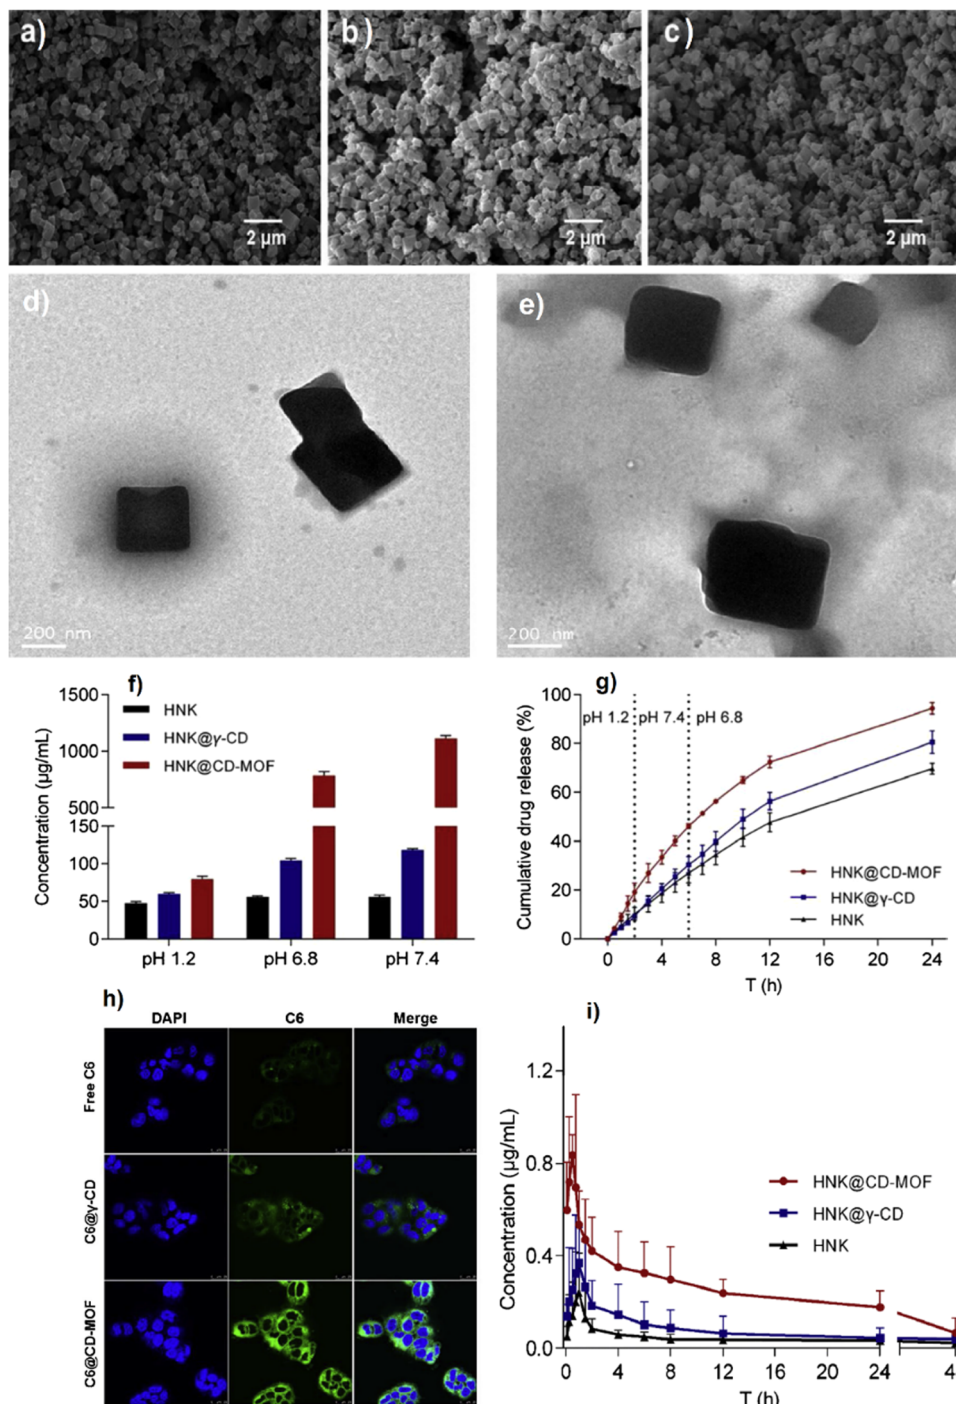 a)
b)
c)
2 μm
2 μm
2 μm
d)
e)
200 nm
200 nm
f)
Concentration (μg/mL)
1500
1000
500
150
100
50
0
HNK
HNK@γ-CD
HNK@CD-MOF
pH 1.2
pH 6.8
pH 7.4
g)
Cumulative drug release (%)
100
80
60
40
20
0
pH 1.2
pH 7.4
pH 6.8
HNK@CD-MOF
HNK@γ-CD
HNK
0
4
8
12
16
20
24
T (h)
h)
DAPI
C6
Merge
Free C6
C6@γ-CD
C6@CD-MOF
i)
Concentration (μg/mL)
1.2
0.8
0.4
0.0
HNK@CD-MOF
HNK@γ-CD
HNK
0
4
8
12
16
20
24
T (h)